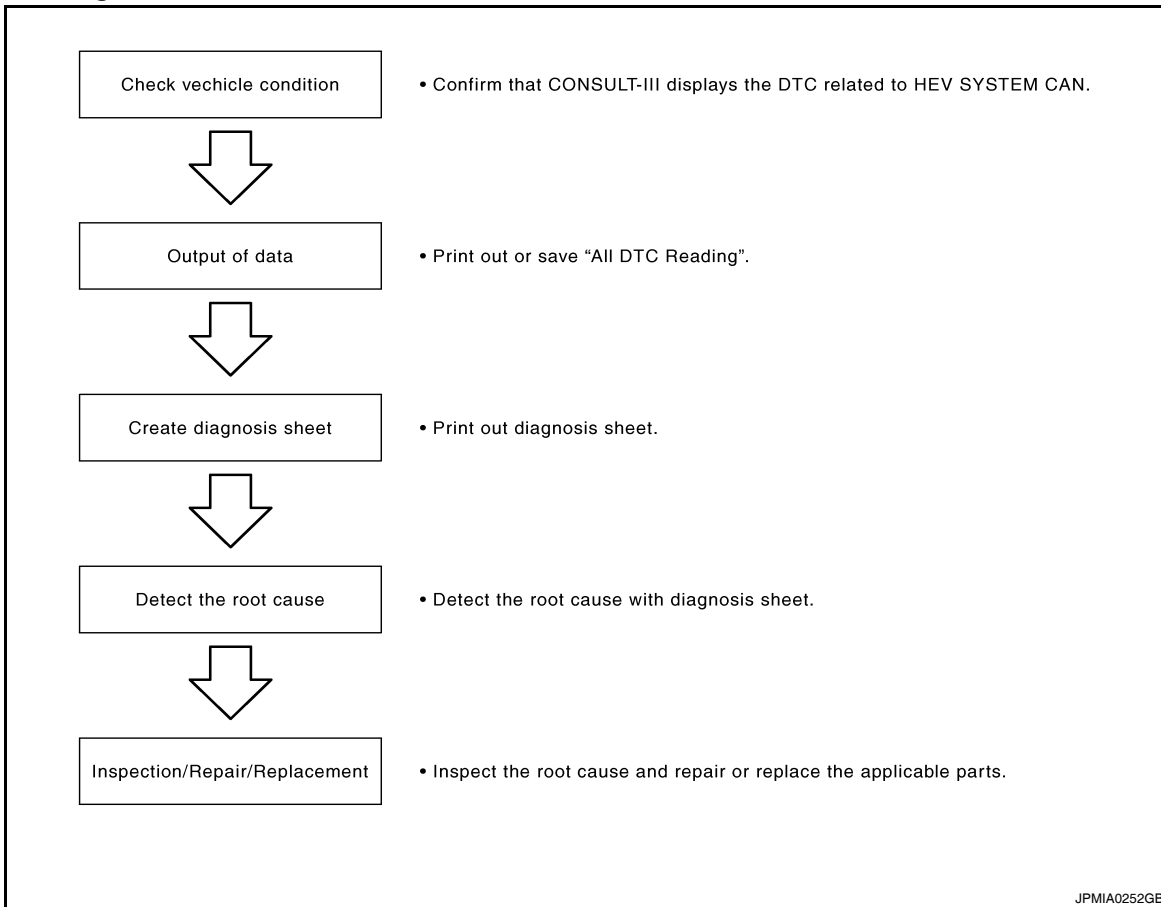 Check vechicle condition
• Confirm that CONSULT-III displays the DTC related to HEV SYSTEM CAN.
Output of data
• Print out or save “All DTC Reading”.
Create diagnosis sheet
• Print out diagnosis sheet.
Detect the root cause
• Detect the root cause with diagnosis sheet.
Inspection/Repair/Replacement
• Inspect the root cause and repair or replace the applicable parts.